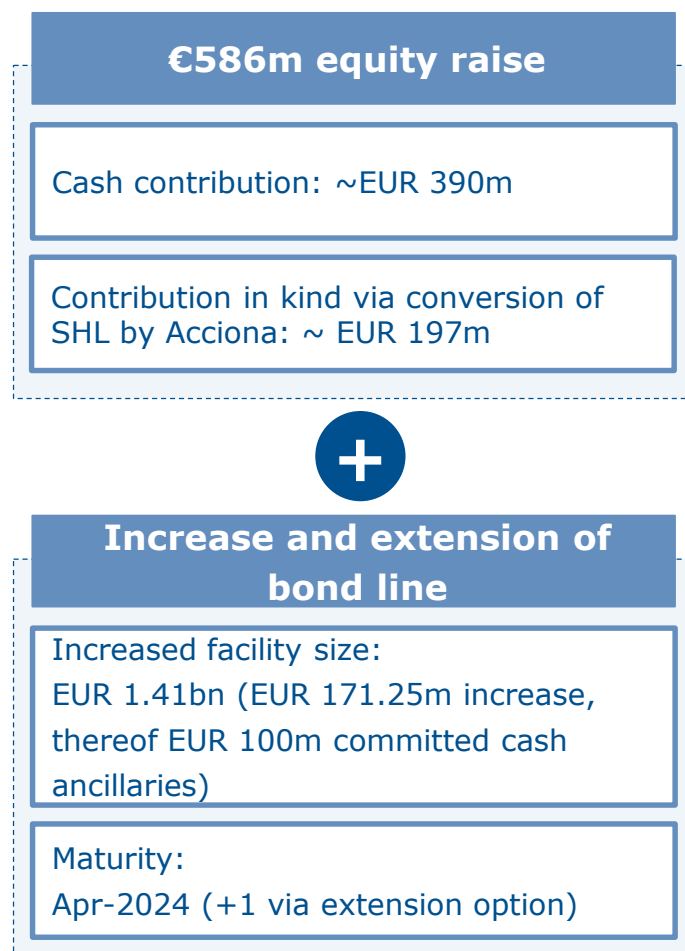 €586m equity raise
Cash contribution: ~EUR 390m
Contribution in kind via conversion of
SHL by Acciona: ~ EUR 197m
+
Increase and extension of
bond line
Increased facility size:
EUR 1.41bn (EUR 171.25m increase,
thereof EUR 100m committed cash
ancillaries)
Maturity:
Apr-2024 (+1 via extension option)